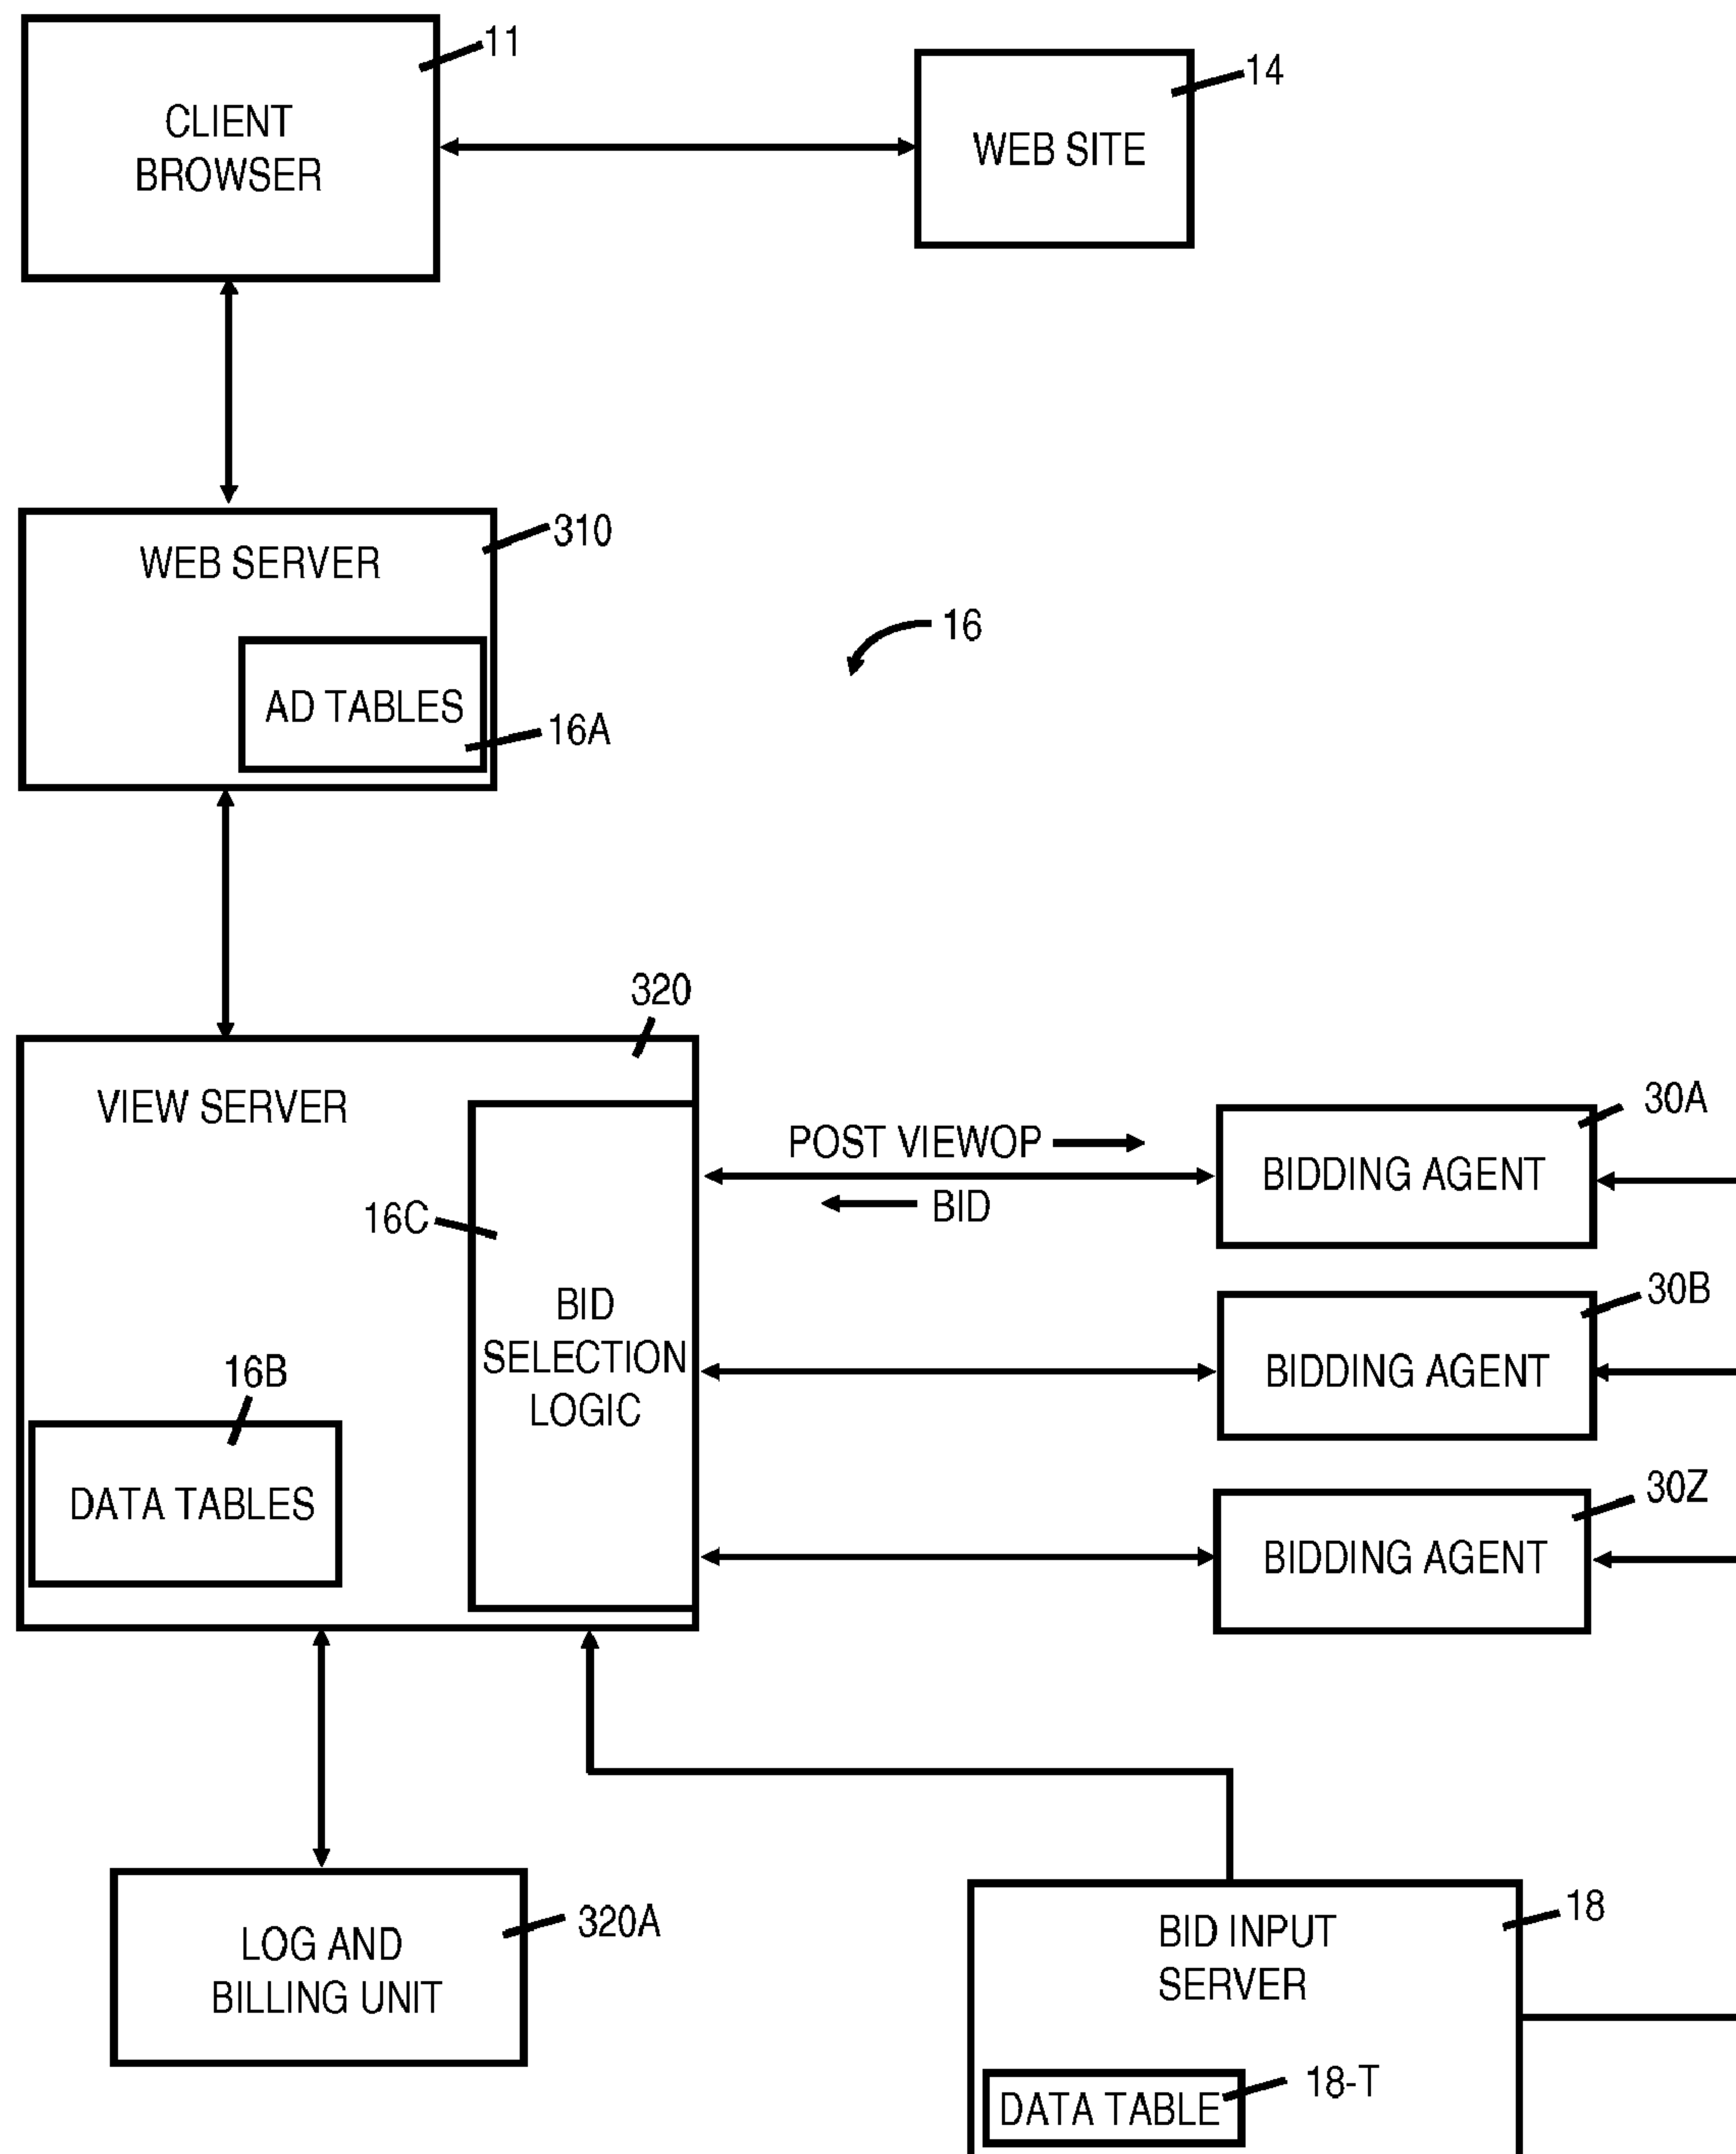 11
CLIENT
BROWSER
14
WEB SITE
310
WEB SERVER
AD TABLES
16A
16
320
VIEW SERVER
POST VIEWOP
BID
16C
BID
SELECTION
LOGIC
16B
DATA TABLES
30A
BIDDING AGENT
30B
BIDDING AGENT
30Z
BIDDING AGENT
LOG AND
BILLING UNIT
320A
BID INPUT
SERVER
18
DATA TABLE
18-T